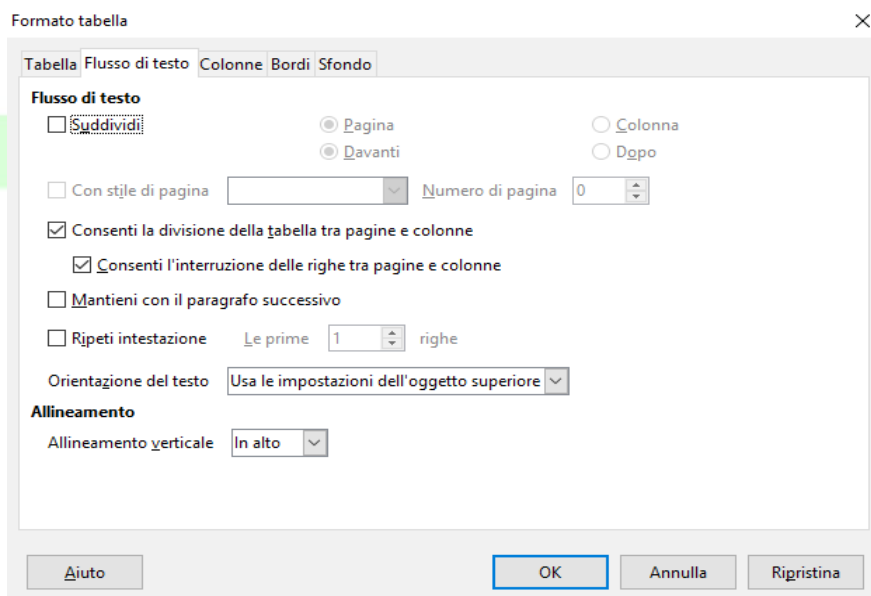 Formato tabella
Tabella Flusso di testo Colonne Bordi Sfondo
Flusso di testo
Suddividi Pagina Colonna
Davanti Dopo
Con stile di pagina Numero di pagina 0
Consenti la divisione della tabella tra pagine e colonne
Consenti l'interruzione delle righe tra pagine e colonne
Mantieni con il paragrafo successivo
Ripeti intestazione Le prime 1 righe
Orientazione del testo Usa le impostazioni dell'oggetto superiore
Allineamento
Allineamento verticale In alto
Aiuto OK Annulla Ripristina